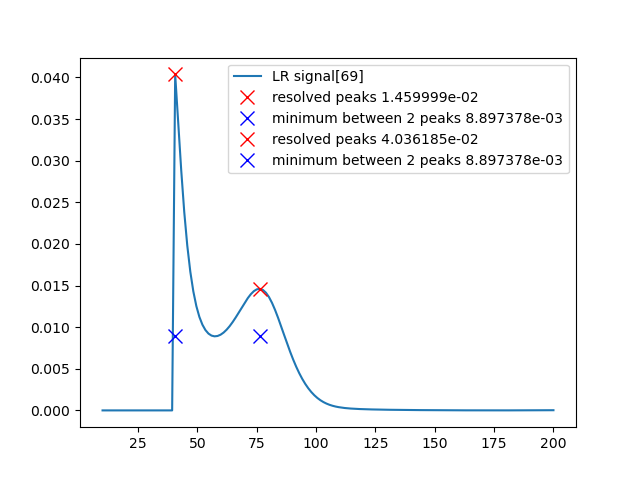 LR signal[69]
resolved peaks 1.459999e-02
minimum between 2 peaks 8.897378e-03
resolved peaks 4.036185e-02
minimum between 2 peaks 8.897378e-03
0.040
0.035
0.030
0.025
0.020
0.015
0.010
0.005
0.000
25 50 75 100 125 150 175 200